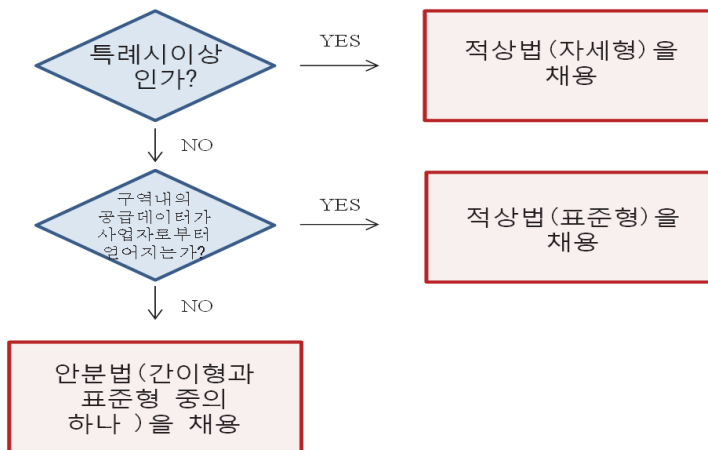 특례시이상
인가?
YES
적상법(자세형)을
채용
NO
구역내의
공급데이터가
사업자로부터
얻어지는가?
YES
적상법(표준형)을
채용
NO
안분법(간이형과
표준형 중의
하나 )을 채용